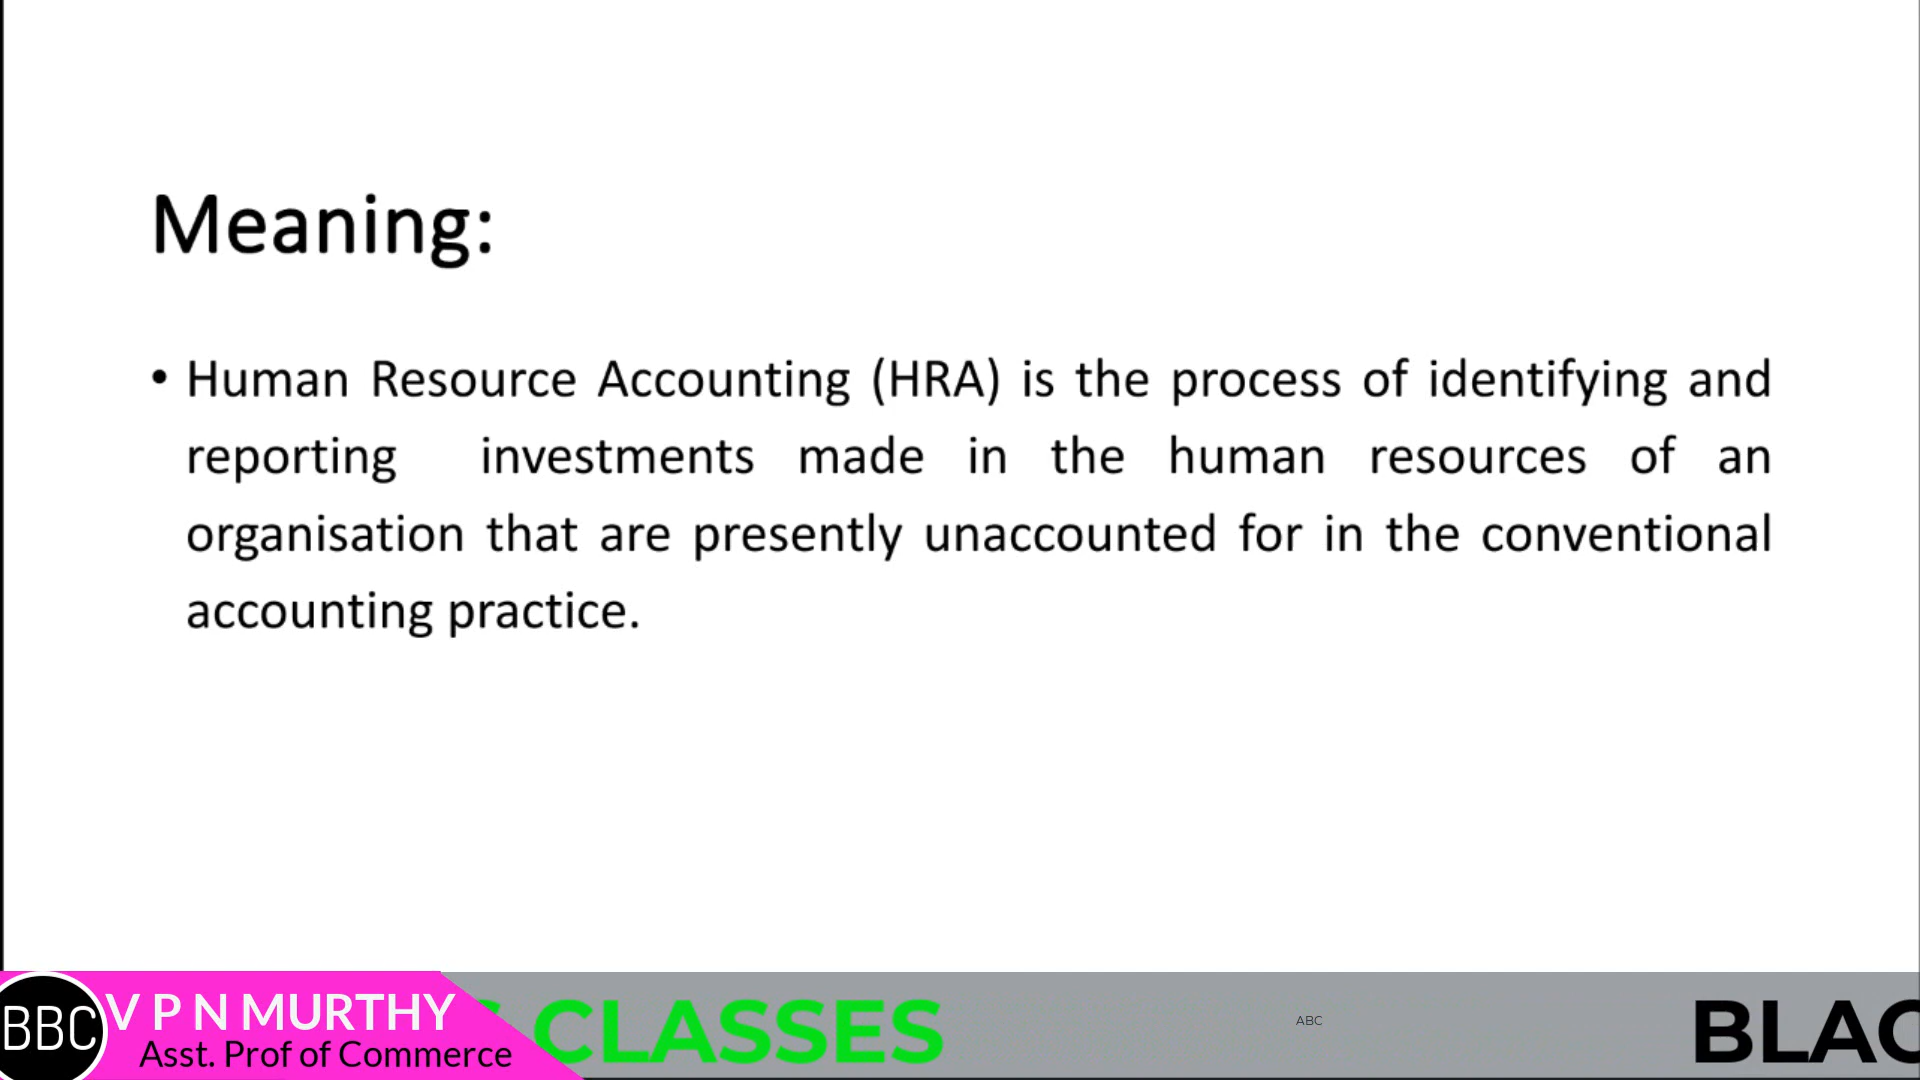 Meaning:
• Human Resource Accounting (HRA) is the process of identifying and
reporting investments made in the human resources of an
organisation that are presently unaccounted for in the conventional
accounting practice.
BBC
V P N MURTHY
Asst. Prof of Commerce
CLASSES
ABC
BLAC